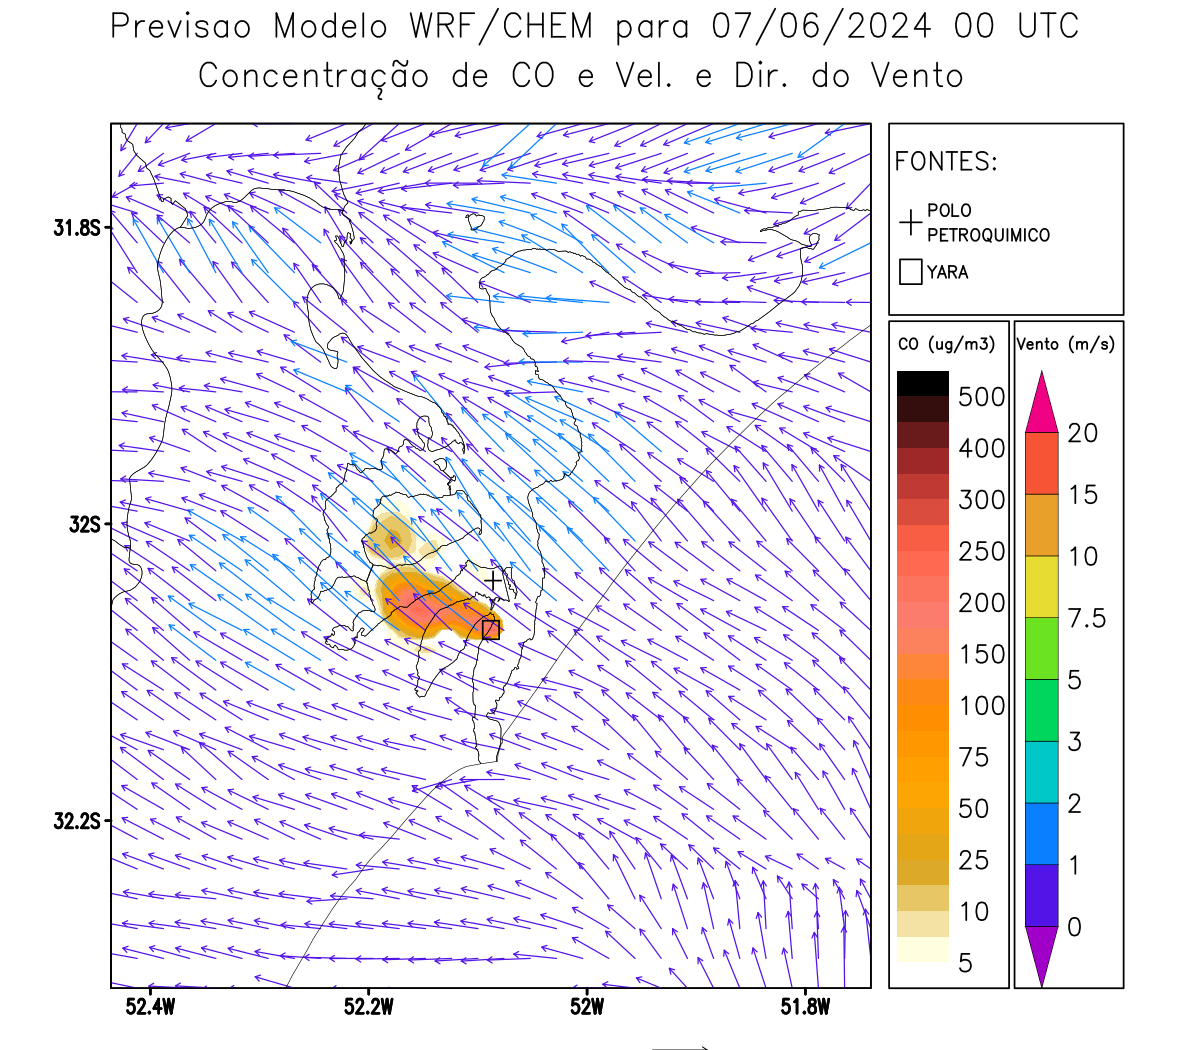 Previsao Modelo WRF/CHEM para 07/06/2024 00 UTC
Concentração de CO e Vel. e Dir. do Vento
FONTES:
POLO
PETROQUIMICO
YARA
31.8S
32S
32.2S
52.4W 52.2W 52W 51.8W
CO (ug/m3)
500
400
300
250
200
150
100
75
50
25
10
5
Vento (m/s)
20
15
10
7.5
5
3
2
1
0